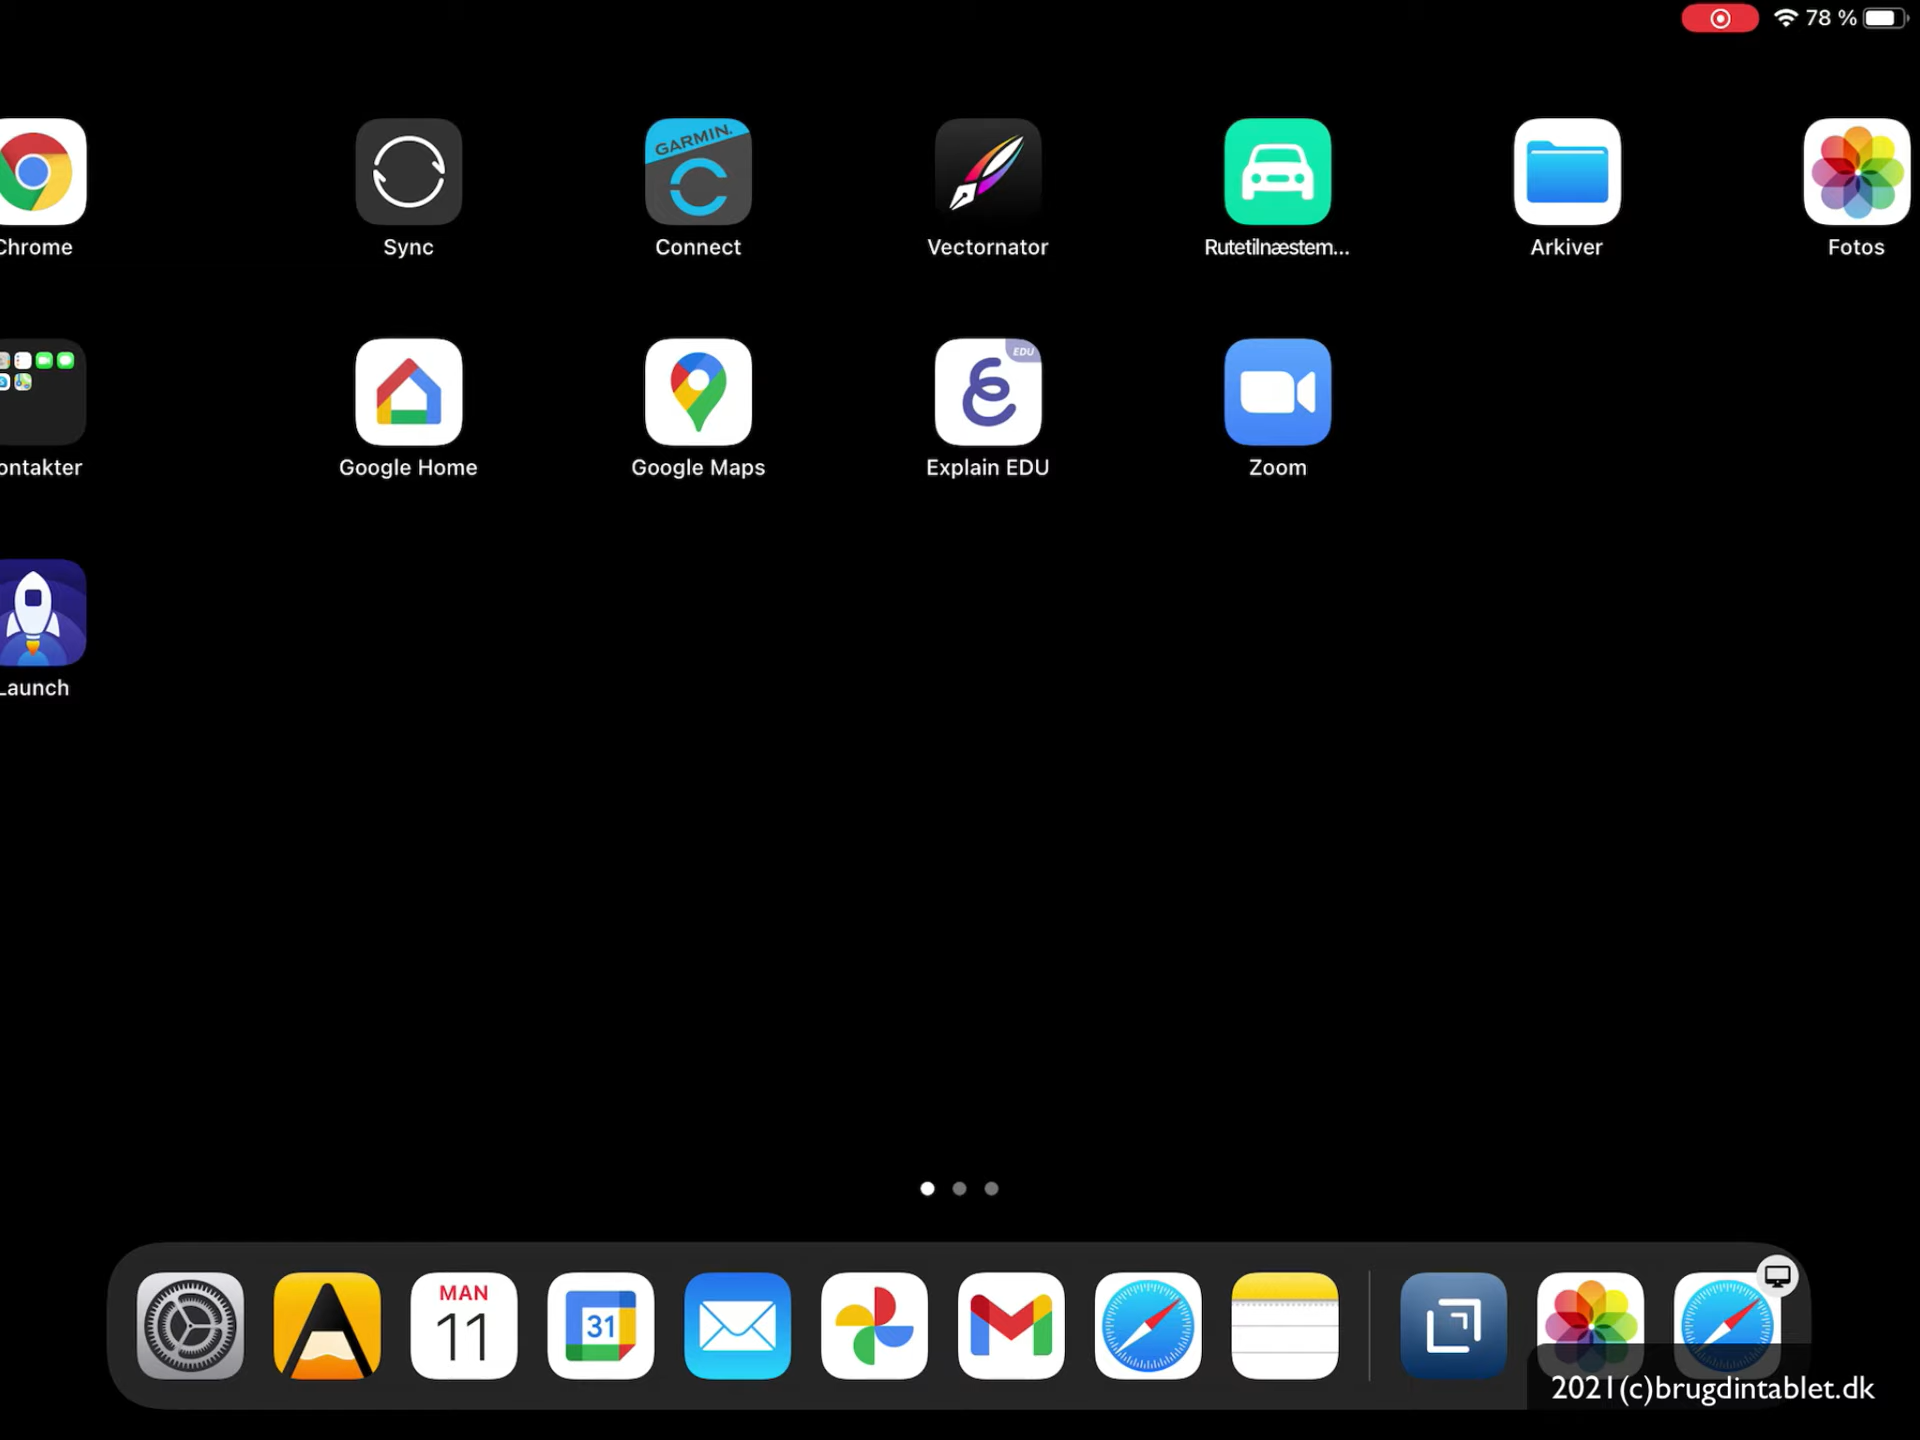 78 %
GARMIN.
Chrome
Sync
Connect
Vectornator
Rutetilnæstem...
Arkiver
Fotos
EDU
ontakter
Google Home
Google Maps
Explain EDU
Zoom
Launch
MAN
11
31
2021(c)brugdintablet.dk